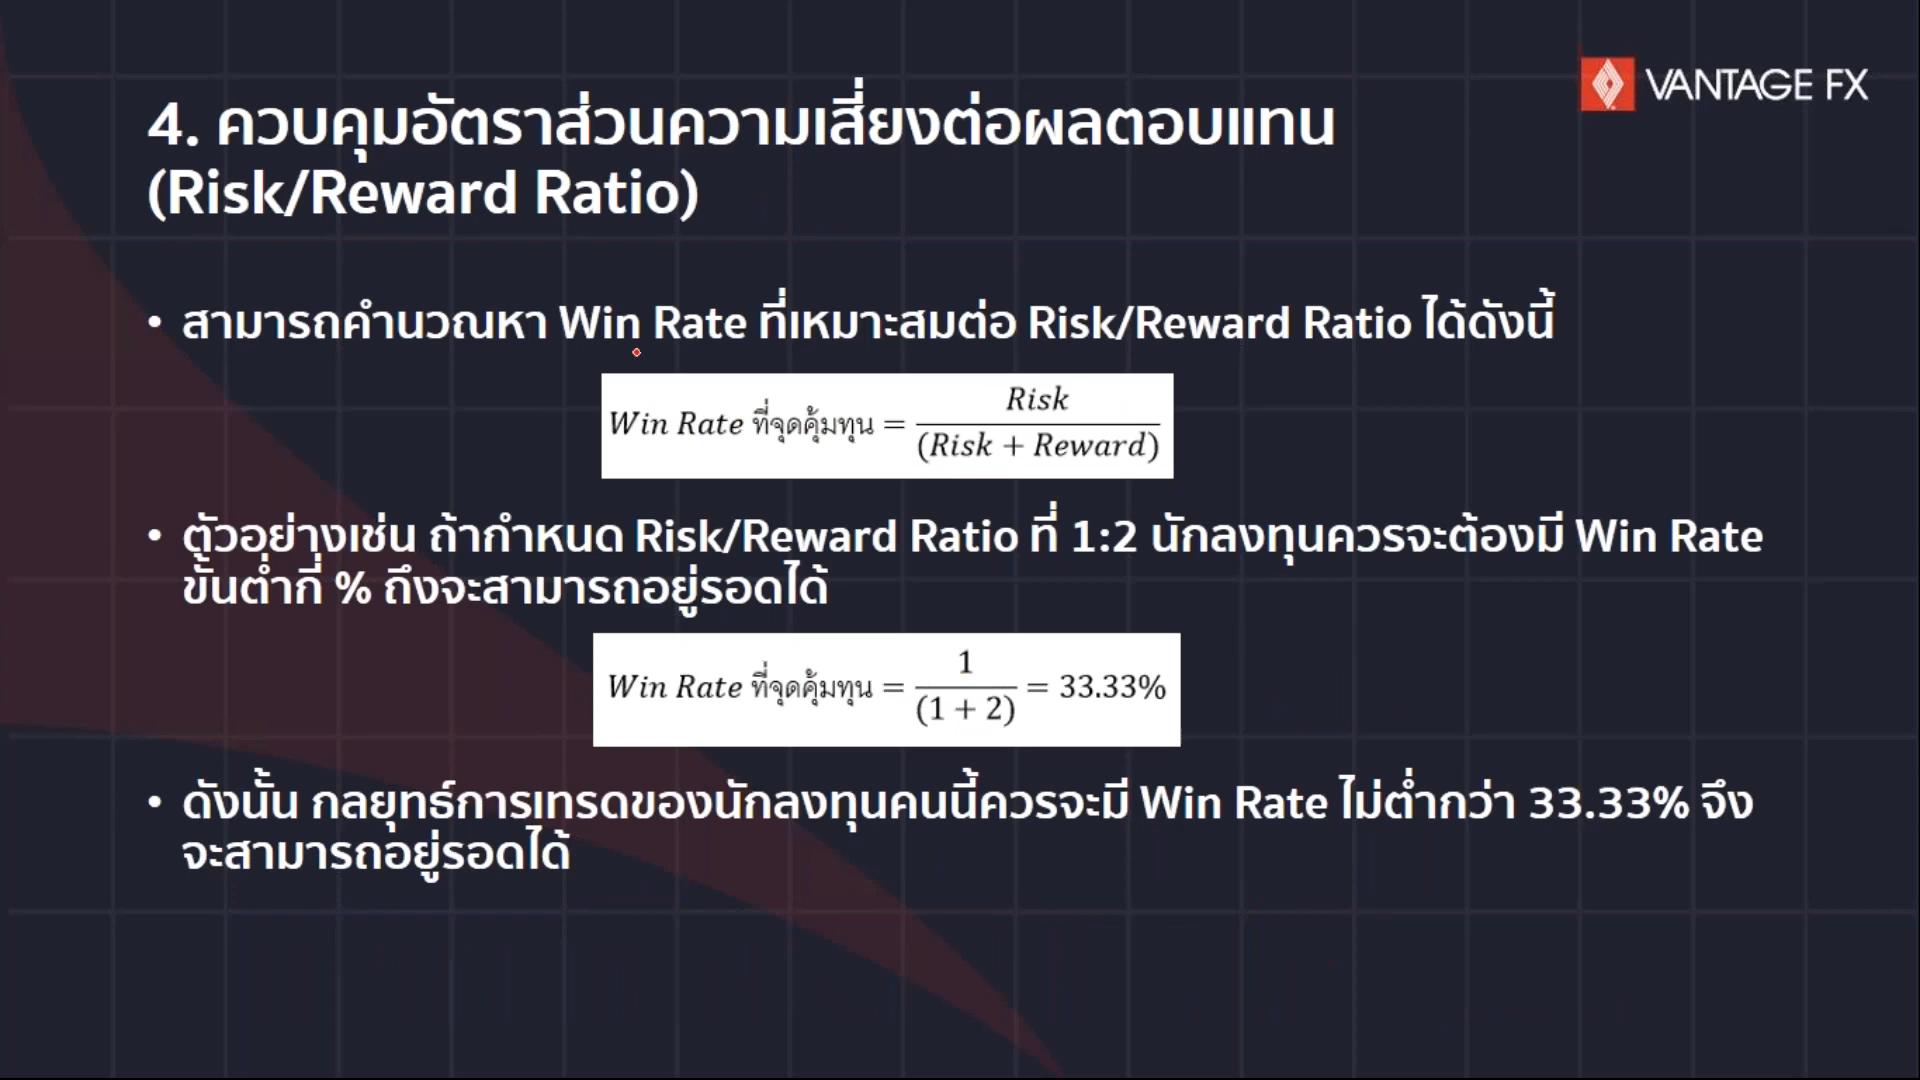 VANTAGE FX
4. ควบคุมอัตราส่วนความเสี่ยงต่อผลตอบแทน
(Risk/Reward Ratio)
• สามารถคำนวณหา Win Rate ที่เหมาะสมต่อ Risk/Reward Ratio ได้ดังนี้
Win Rate ที่จุดคุ้มทุน = Risk / (Risk + Reward)
• ตัวอย่างเช่น ถ้ากำหนด Risk/Reward Ratio ที่ 1:2 นักลงทุนควรจะต้องมี Win Rate
ขั้นต่ำกี่ % ถึงจะสามารถอยู่รอดได้
Win Rate ที่จุดคุ้มทุน = 1 / (1 + 2) = 33.33%
• ดังนั้น กลยุทธ์การเทรดของนักลงทุนคนนี้ควรจะมี Win Rate ไม่ต่ำกว่า 33.33% จึง
จะสามารถอยู่รอดได้